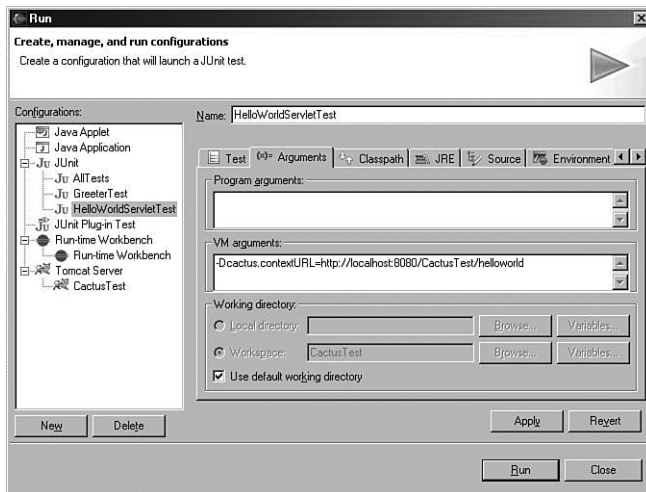 Run
Create, manage, and run configurations
Create a configuration that will launch a JUnit test.
Configurations:
Java Applet
Java Application
JUnit
AllTests
GreeterTest
HelloWorldServletTest
JUnit Plug-in Test
Run-time Workbench
Run-time Workbench
Tomcat Server
CactusTest
New Delete
Name: HelloWorldServletTest
Test (x)= Arguments Classpath JRE Source Environment
Program arguments:
VM arguments:
-Dcactus.contextURL=http://localhost:8080/CactusTest/helloworld
Working directory:
Local directory: Browse... Variables...
Workspace: CactusTest Browse... Variables...
Use default working directory
Apply Revert
Run Close